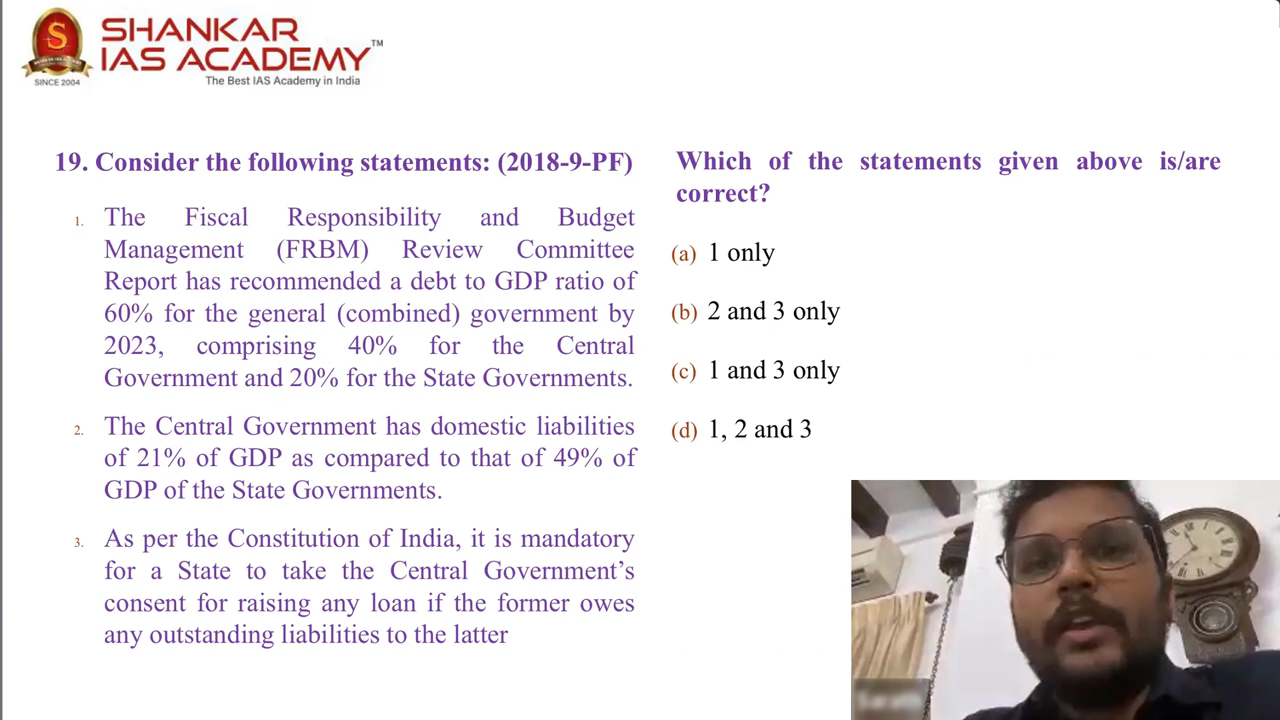 SHANKAR
IAS ACADEMY™
The Best IAS Academy in India
SINCE 2004
19. Consider the following statements: (2018-9-PF)
1. The Fiscal Responsibility and Budget
Management (FRBM) Review Committee
Report has recommended a debt to GDP ratio of
60% for the general (combined) government by
2023, comprising 40% for the Central
Government and 20% for the State Governments.
2. The Central Government has domestic liabilities
of 21% of GDP as compared to that of 49% of
GDP of the State Governments.
3. As per the Constitution of India, it is mandatory
for a State to take the Central Government’s
consent for raising any loan if the former owes
any outstanding liabilities to the latter
Which of the statements given above is/are
correct?
(a) 1 only
(b) 2 and 3 only
(c) 1 and 3 only
(d) 1, 2 and 3